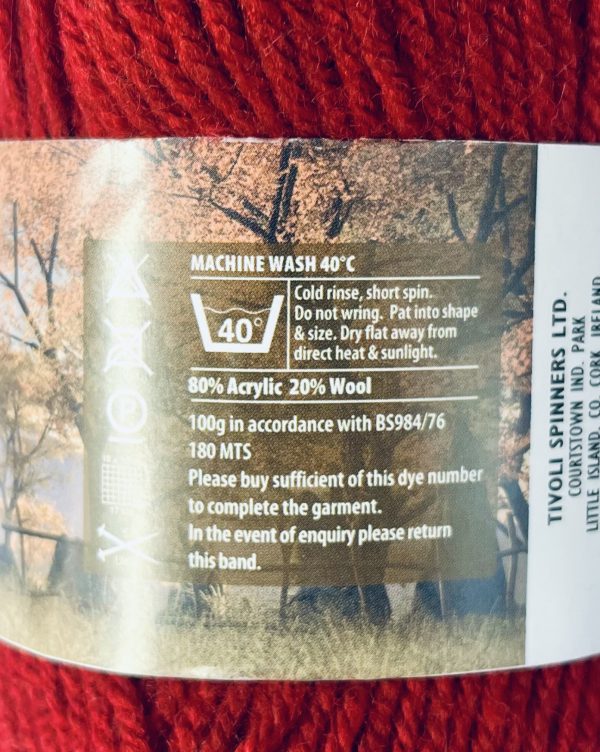 MACHINE WASH 40°C
40°
Cold rinse, short spin.
Do not wring. Pat into shape
& size. Dry flat away from
direct heat & sunlight.
80% Acrylic 20% Wool
100g in accordance with BS984/76
180 MTS
Please buy sufficient of this dye number
to complete the garment.
In the event of enquiry please return
this band.
TIVOLI SPINNERS LTD.
COURTSTOWN IND. PARK
LITTLE ISLAND, CO. CORK, IRELAND